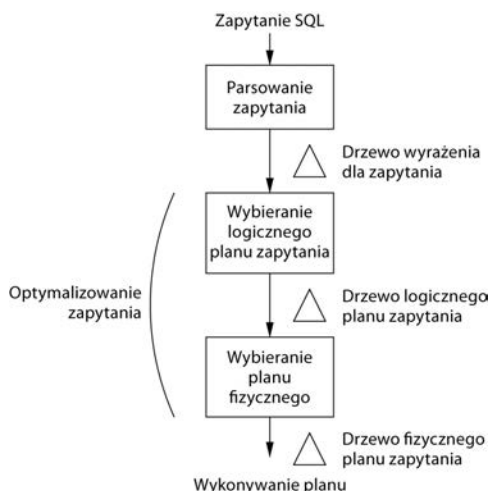 Zapytanie SQL
Parsowanie
zapytania
Drzewo wyrażenia
dla zapytania
Wybieranie
logicznego
planu zapytania
Optymalizowanie
zapytania
Drzewo logicznego
planu zapytania
Wybieranie
planu
fizycznego
Drzewo fizycznego
planu zapytania
Wykonywanie planu